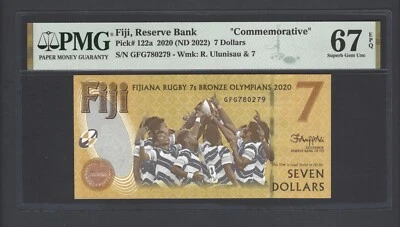 PMG
PAPER MONEY GUARANTY
Fiji, Reserve Bank "Commemorative"
Pick# 122a 2020 (ND 2022) 7 Dollars
S/N GFG780279 - Wmk: R. Ulunisau & 7
67 EPQ
Superb Gem Unc
Fiji
FIJIANA RUGBY 7s BRONZE OLYMPIANS 2020
GFG780279
7
GOVERNOR
SEVEN
DOLLARS